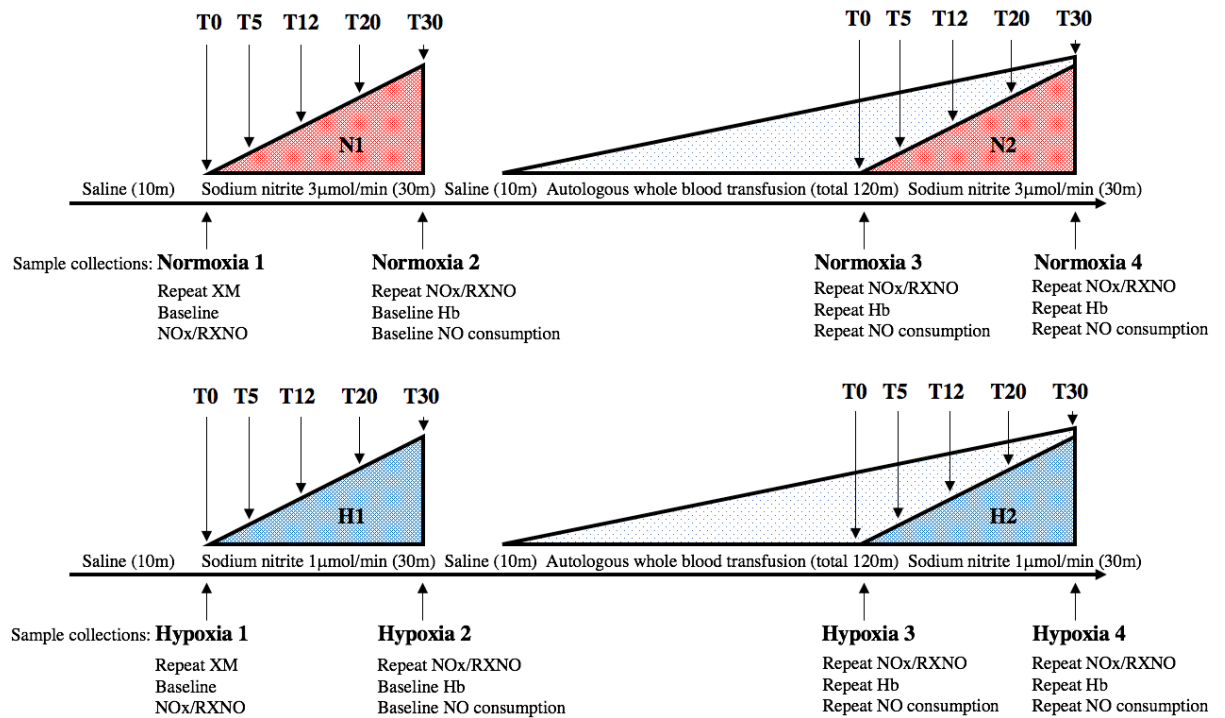 T0 T5 T12 T20 T30 T0 T5 T12 T20 T30
N1 N2
Saline (10m) Sodium nitrite 3μmol/min (30m) Saline (10m) Autologous whole blood transfusion (total 120m) Sodium nitrite 3μmol/min (30m)
Sample collections: Normoxia 1 Normoxia 2 Normoxia 3 Normoxia 4
Repeat XM Repeat NOx/RXNO Repeat NOx/RXNO Repeat NOx/RXNO
Baseline Baseline Hb Repeat Hb Repeat Hb
NOx/RXNO Baseline NO consumption Repeat NO consumption Repeat NO consumption
T0 T5 T12 T20 T30 T0 T5 T12 T20 T30
H1 H2
Saline (10m) Sodium nitrite 1μmol/min (30m) Saline (10m) Autologous whole blood transfusion (total 120m) Sodium nitrite 1μmol/min (30m)
Sample collections: Hypoxia 1 Hypoxia 2 Hypoxia 3 Hypoxia 4
Repeat XM Repeat NOx/RXNO Repeat NOx/RXNO Repeat NOx/RXNO
Baseline Baseline Hb Repeat Hb Repeat Hb
NOx/RXNO Baseline NO consumption Repeat NO consumption Repeat NO consumption